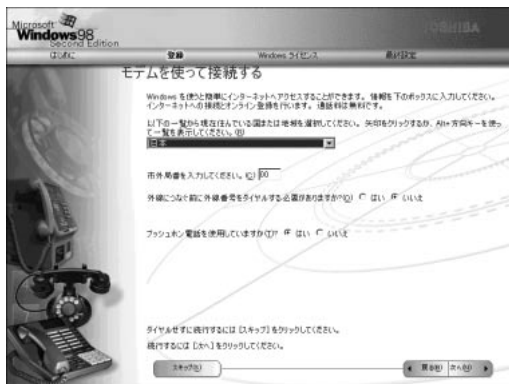 Microsoft
Windows98
Second Edition
TOSHIBA
はじめに 登録 Windows ライセンス 最終設定
モデムを使って接続する
Windows を使うと簡単にインターネットへアクセスすることができます。 情報を下のボックスに入力してください。
インターネットへの接続とオンライン登録を行います。 通話料は無料です。
以下の一覧から現在住んでいる国または地域を選択してください。 矢印をクリックするか、Alt+方向キーを使っ
て一覧を表示してください。(R)
日本
市外局番を入力してください。(C) 00
外線につなぐ前に外線番号をダイヤルする必要がありますか?(O) はい いいえ
プッシュホン電話を使用していますか(T)? はい いいえ
ダイヤルせずに続行するには [スキップ] をクリックしてください。
続行するには [次へ] をクリックしてください。
スキップ(S) 戻る(B) 次へ(N)